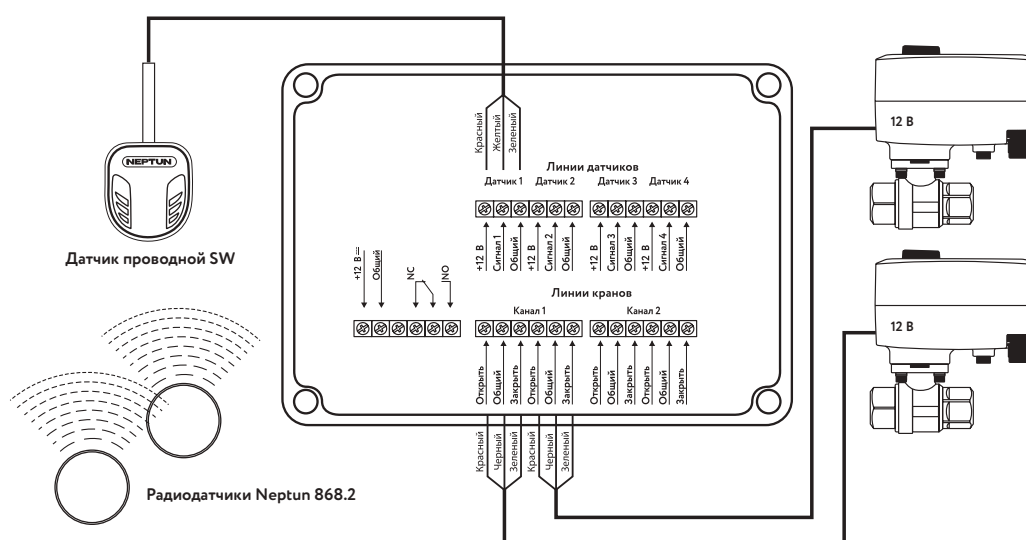 Красный
Желтый
Зеленый
12 В
NEPTUN
Линии датчиков
Датчик 1 Датчик 2 Датчик 3 Датчик 4
Датчик проводной SW
+12 В
Сигнал 1
Общий
+12 В
Сигнал 2
Общий
+12 В
Сигнал 3
Общий
+12 В
Сигнал 4
Общий
+12 В
Общий
NC
NO
Линии кранов
Канал 1 Канал 2
12 В
Открыть
Общий
Закрыть
Открыть
Общий
Закрыть
Открыть
Общий
Закрыть
Открыть
Общий
Закрыть
Красный
Черный
Зеленый
Красный
Черный
Зеленый
Радиодатчики Neptun 868.2